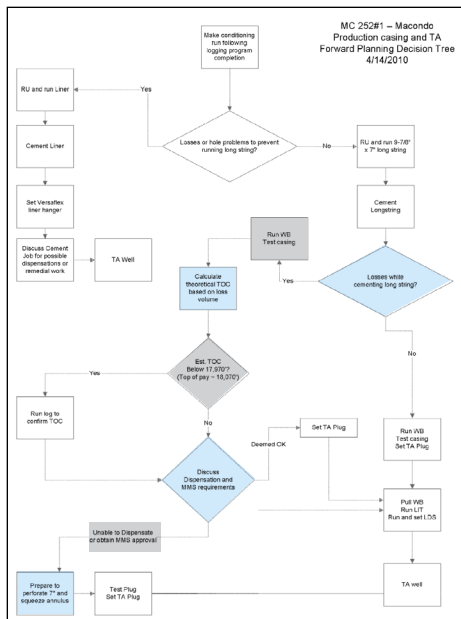 MC 252#1 – Macondo
Production casing and TA
Forward Planning Decision Tree
4/14/2010
Make conditioning
run following
logging program
completion
RU and run Liner
Yes
Losses or hole problems to prevent
running long string?
No
RU and run 9-7/8"
x 7" long string
Cement Liner
Cement
Longstring
Set Versaflex
liner hanger
Run WB
Test casing
Discuss Cement
Job for possible
dispensations or
remedial work
TA Well
Calculate
theoretical TOC
based on loss
volume
Yes
Losses while
cementing long string?
No
Est. TOC
Below 17,970'?
(Top of pay ~ 18,070')
Yes
Run log to
confirm TOC
No
Set TA Plug
Run WB
Test casing
Set TA Plug
Deemed OK
Discuss
Dispensation and
MMS requirements
Pull WB
Run LIT
Run and set LDS
Unable to Dispensate
or obtain MMS approval
Prepare to
perforate 7" and
squeeze annulus
Test Plug
Set TA Plug
TA well